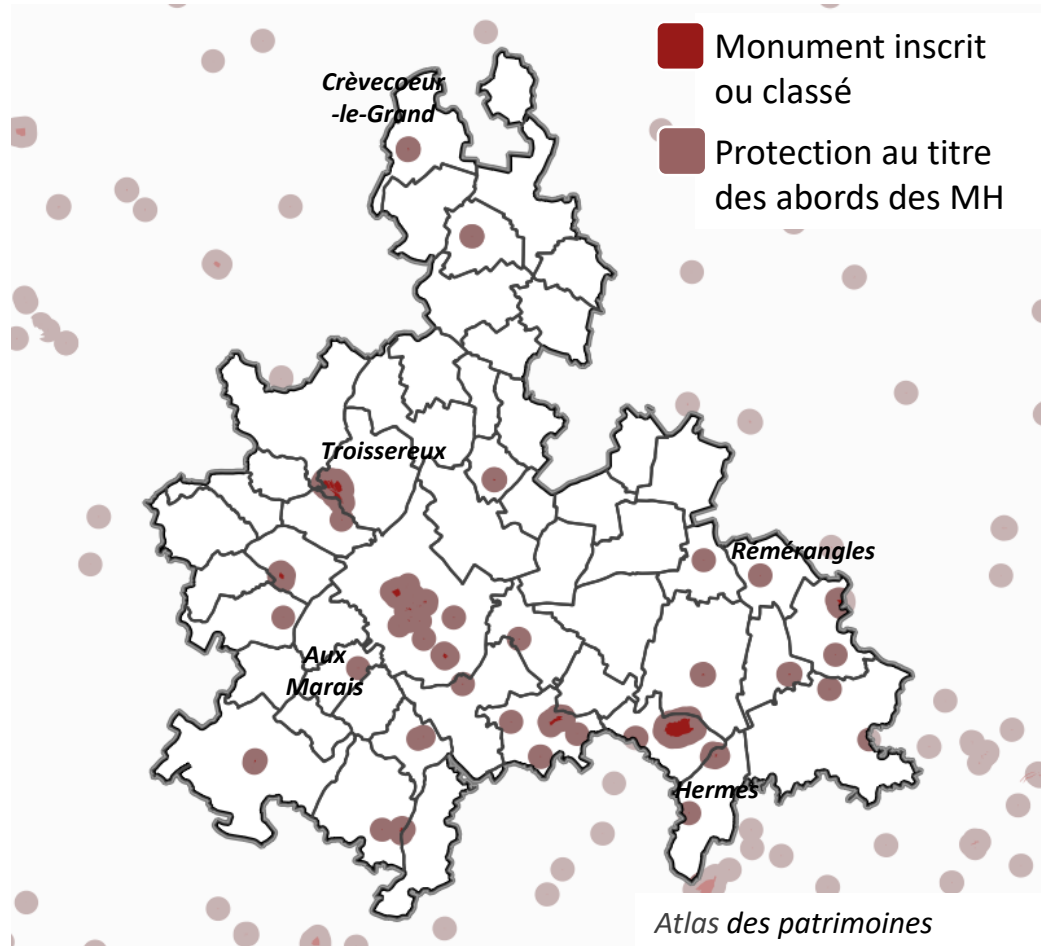 Monument inscrit
ou classé
Protection au titre
des abords des MH
Crèvecoeur
-le-Grand
Troissereux
Rémérangles
Aux
Marais
Hermes
Atlas des patrimoines